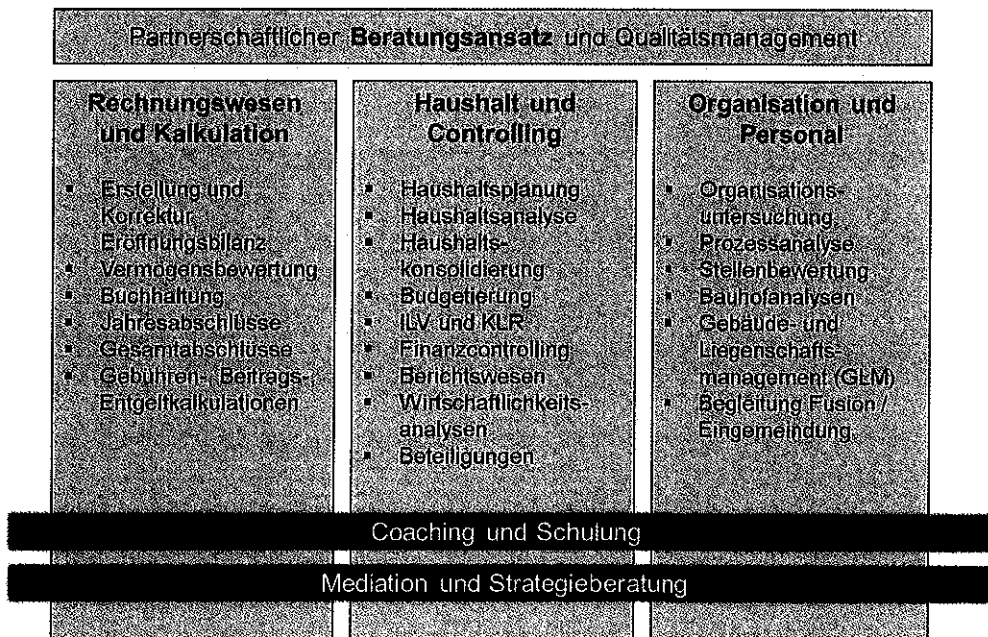 Partnerschaftlicher Beratungsansatz und Qualitätsmanagement
Rechnungswesen
und Kalkulation
▪ Erstellung und
Korrektur
Eröffnungsbilanz
▪ Vermögensbewertung
▪ Buchhaltung
▪ Jahresabschlüsse
▪ Gesamtabschlüsse
▪ Gebühren-, Beitrags-,
Entgeltkalkulationen
Haushalt und
Controlling
▪ Haushaltsplanung
▪ Haushaltsanalyse
▪ Haushalts-
konsolidierung
▪ Budgetierung
▪ ILV und KLR
▪ Finanzcontrolling
▪ Berichtswesen
▪ Wirtschaftlichkeits-
analysen
▪ Beteiligungen
Organisation und
Personal
▪ Organisations-
untersuchung
▪ Prozessanalyse
▪ Stellenbewertung
▪ Bauhofanalysen
▪ Gebäude- und
Liegenschafts-
management (GLM)
▪ Begleitung Fusion /
Eingemeindung
Coaching und Schulung
Mediation und Strategieberatung